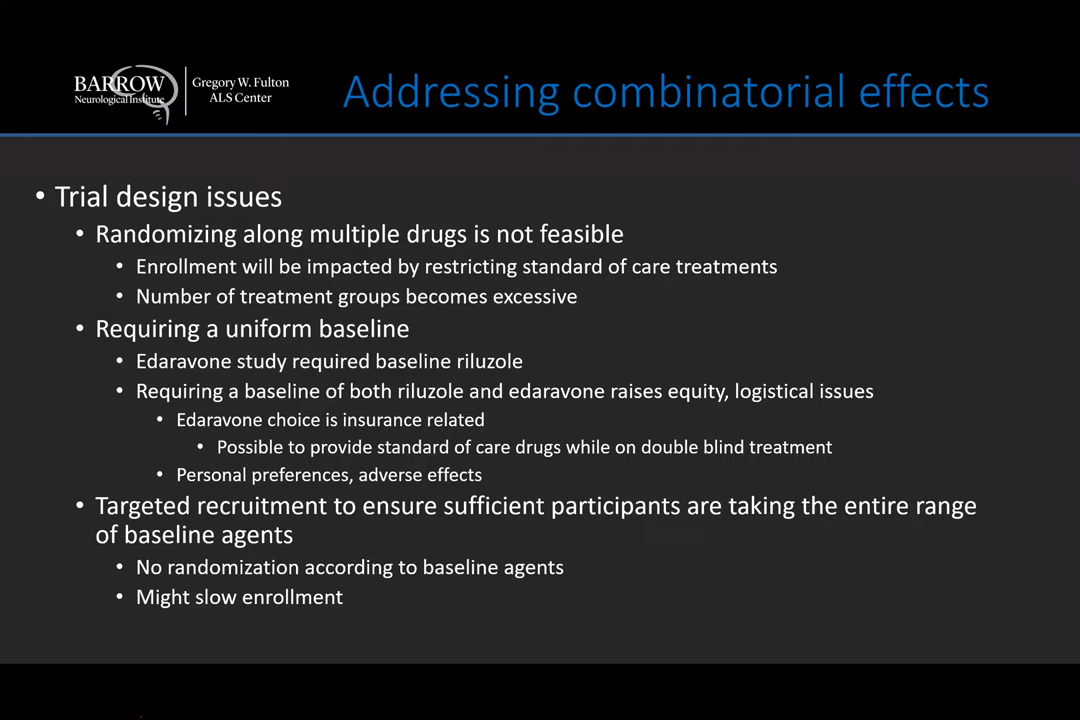 BARROW
Neurological Institute
Gregory W. Fulton
ALS Center
Addressing combinatorial effects
• Trial design issues
• Randomizing along multiple drugs is not feasible
• Enrollment will be impacted by restricting standard of care treatments
• Number of treatment groups becomes excessive
• Requiring a uniform baseline
• Edaravone study required baseline riluzole
• Requiring a baseline of both riluzole and edaravone raises equity, logistical issues
• Edaravone choice is insurance related
• Possible to provide standard of care drugs while on double blind treatment
• Personal preferences, adverse effects
• Targeted recruitment to ensure sufficient participants are taking the entire range
of baseline agents
• No randomization according to baseline agents
• Might slow enrollment